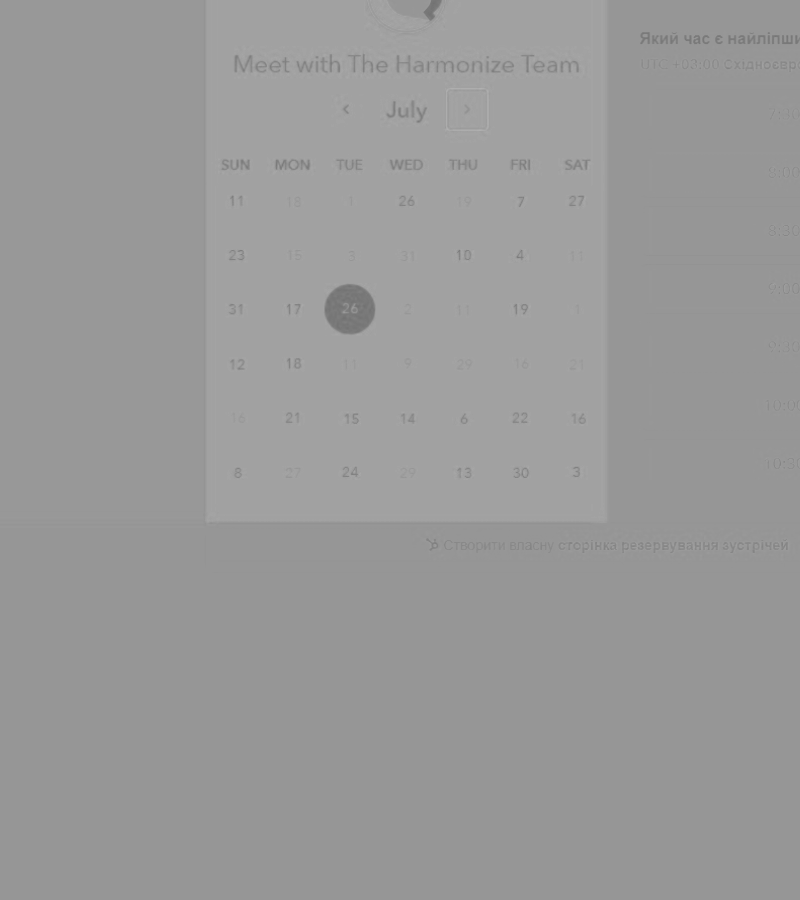 Meet with The Harmonize Team
July
SUN MON TUE WED THU FRI SAT
11 18 1 26 19 7 27
23 15 3 31 10 4 11
31 17 26 2 11 19 1
12 18 11 9 29 16 21
16 21 15 14 6 22 16
8 27 24 29 13 30 3
Який час є найліпши
UTC +03:00 Східноєвр
7:30
8:00
8:30
9:00
9:30
10:00
10:30
Створити власну сторінка резервування зустрічей